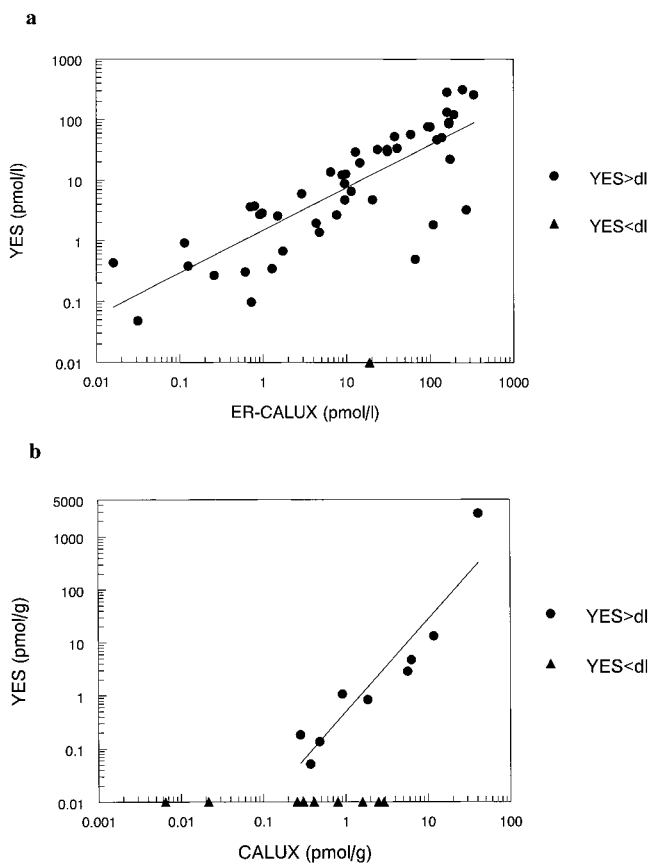 a
1000
100
10
1
0.1
0.01
YES (pmol/l)
0.01 0.1 1 10 100 1000
ER-CALUX (pmol/l)
YES>dl
YES<dl
b
5000
1000
100
10
1
0.1
0.01
YES (pmol/g)
0.001 0.01 0.1 1 10 100
CALUX (pmol/g)
YES>dl
YES<dl